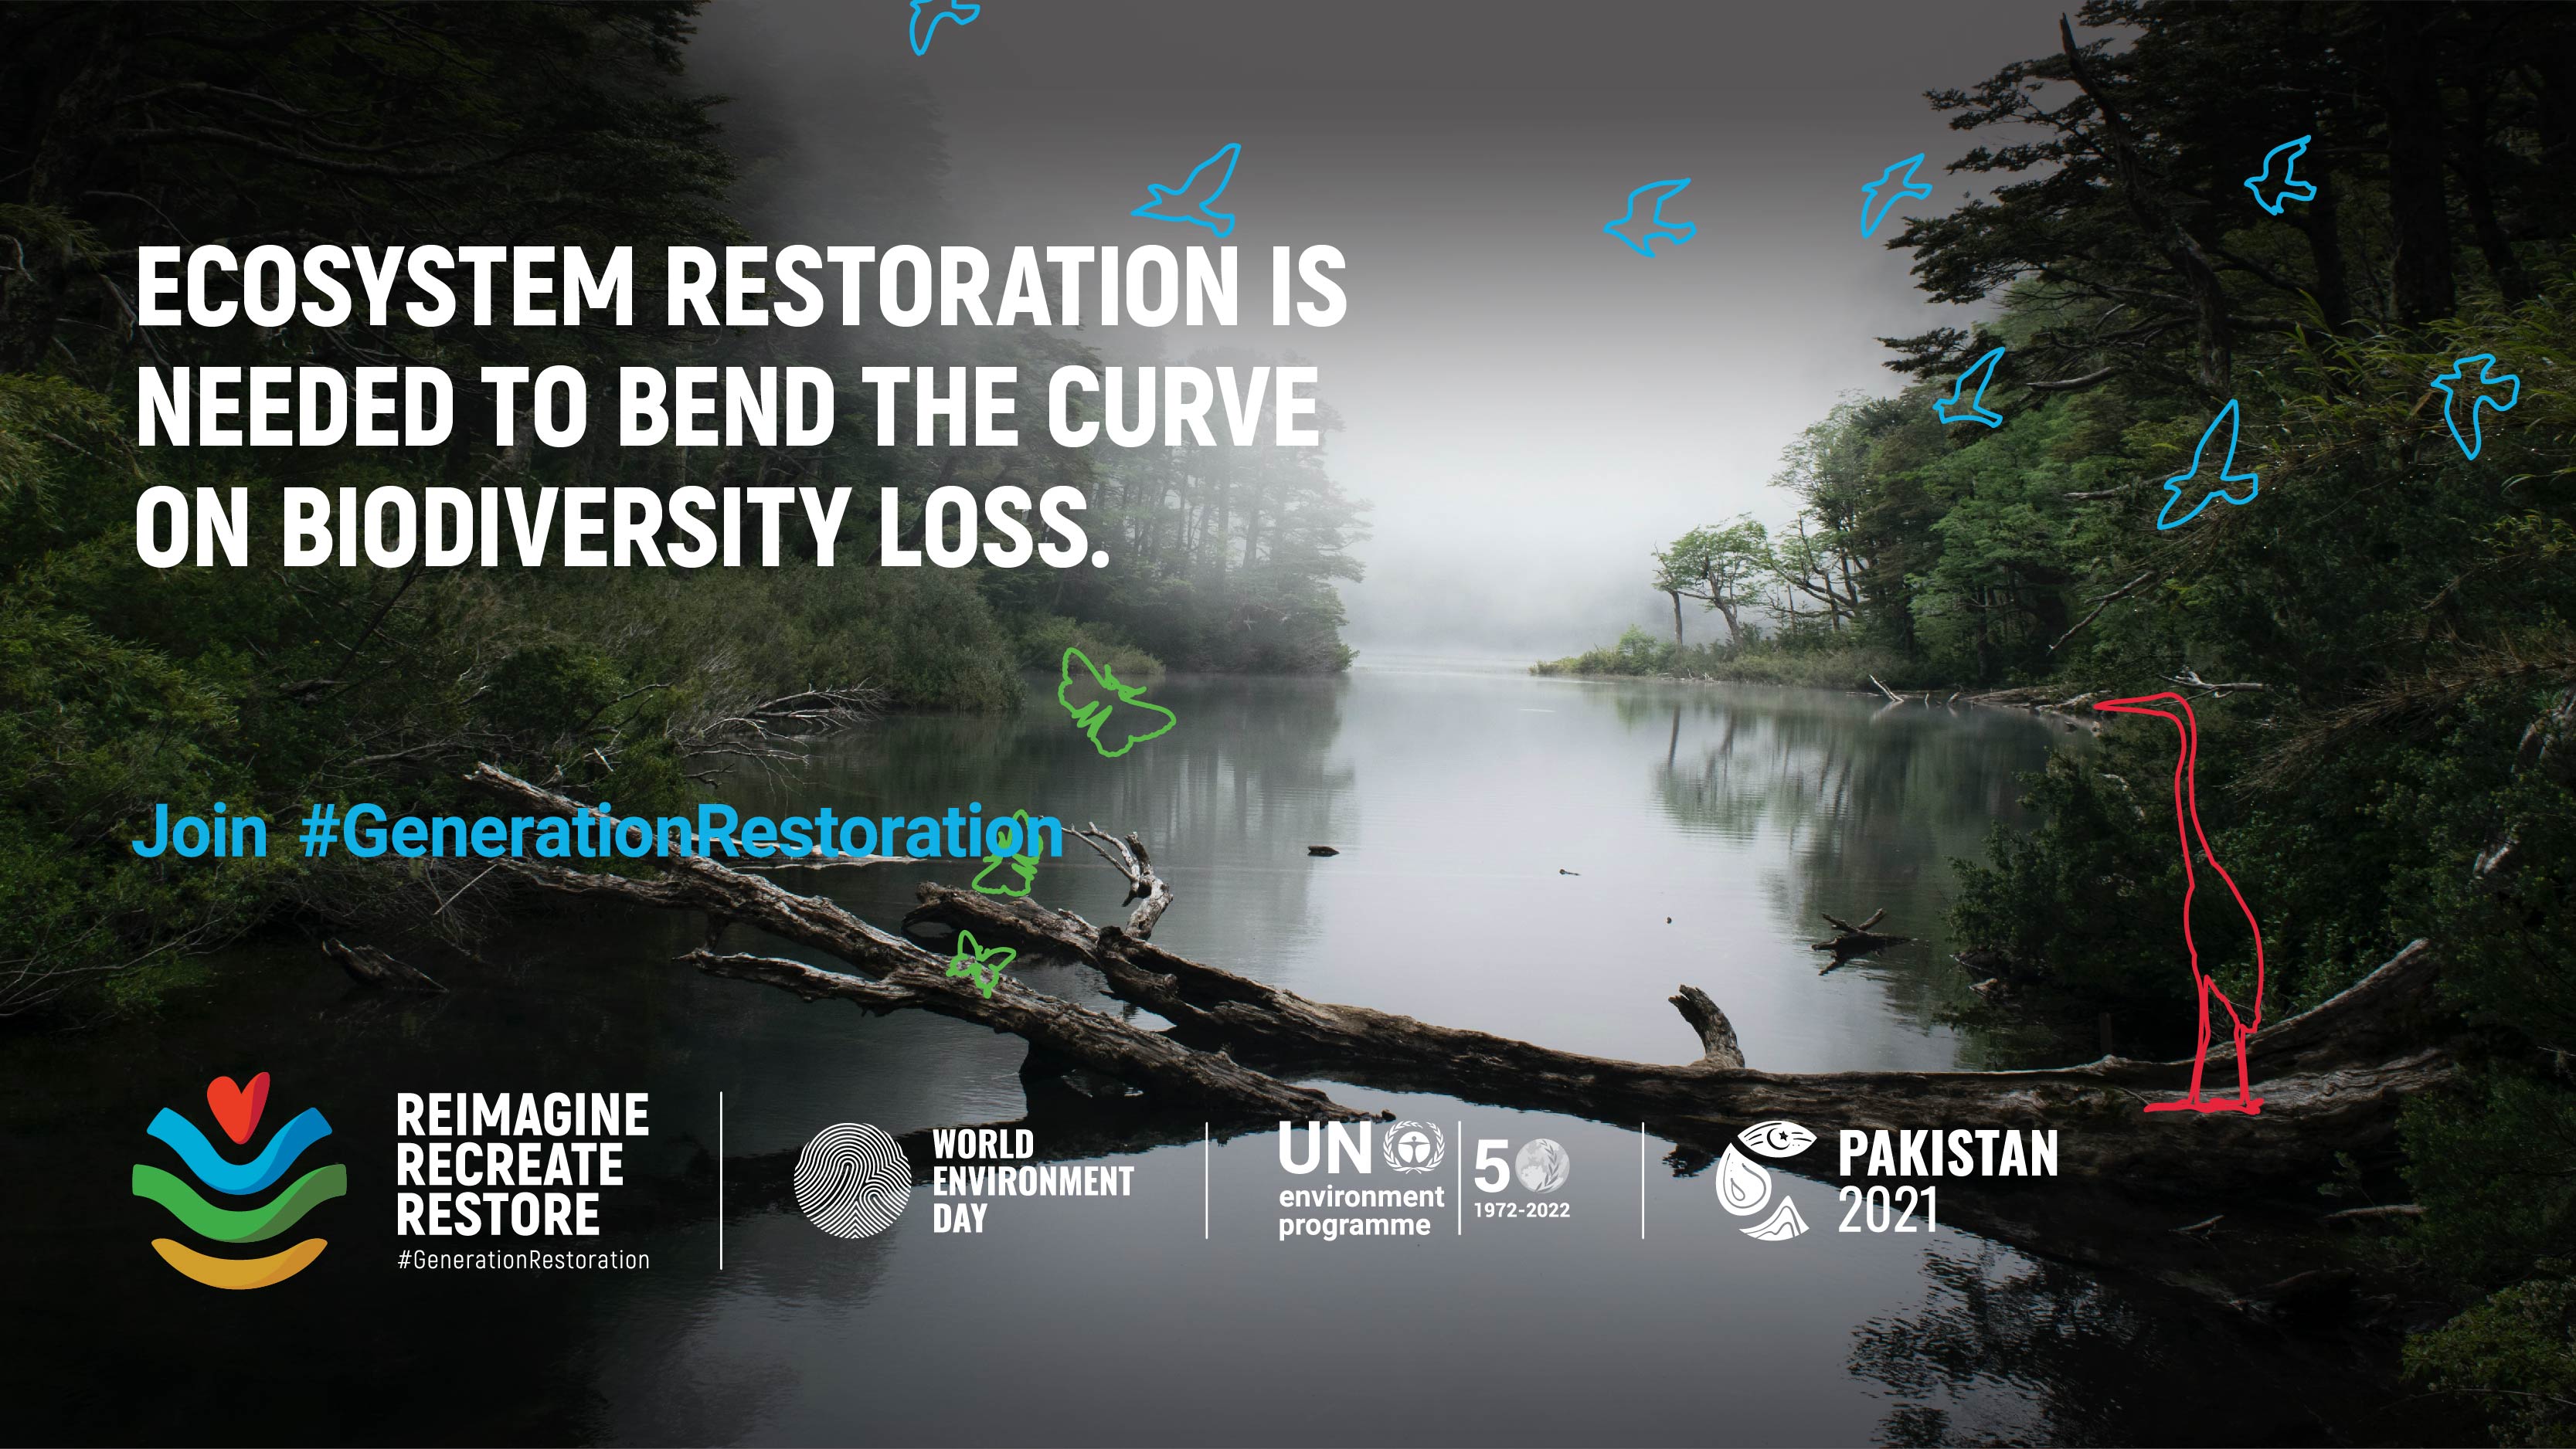 ECOSYSTEM RESTORATION IS
NEEDED TO BEND THE CURVE
ON BIODIVERSITY LOSS.
Join #GenerationRestoration
REIMAGINE
RECREATE
RESTORE
#GenerationRestoration
WORLD
ENVIRONMENT
DAY
UN
environment
programme
50
1972-2022
PAKISTAN
2021